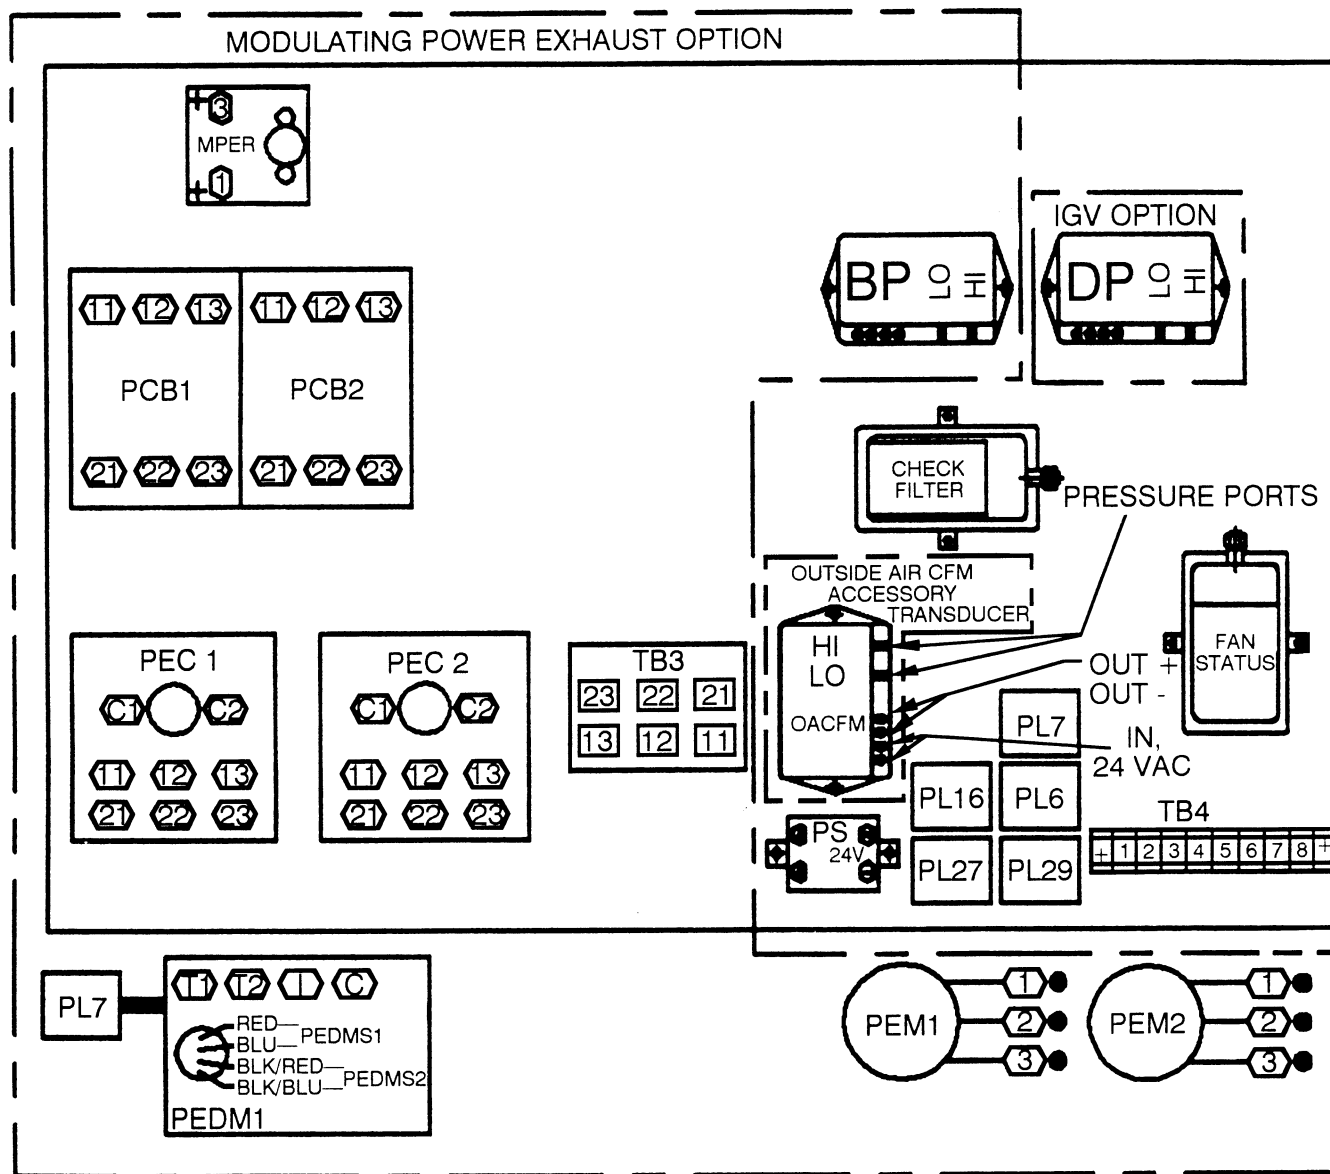 MODULATING POWER EXHAUST OPTION
+ 3
MPER
+ 1
IGV OPTION
BP LO HI
DP LO HI
11 12 13 11 12 13
PCB1 PCB2
21 22 23 21 22 23
CHECK
FILTER
PRESSURE PORTS
OUTSIDE AIR CFM
ACCESSORY
TRANSDUCER
HI
LO
OACFM
FAN
STATUS
OUT +
OUT -
IN,
24 VAC
PEC 1
C1 C2
11 12 13
21 22 23
PEC 2
C1 C2
11 12 13
21 22 23
TB3
23 22 21
13 12 11
PL7
PL16 PL6
PL27 PL29
PS
24V
TB4
+ 1 2 3 4 5 6 7 8 +
PL7
T1 T2 I C
RED
BLU
PEDMS1
BLK/RED
BLK/BLU
PEDMS2
PEDM1
PEM1
1
2
3
PEM2
1
2
3